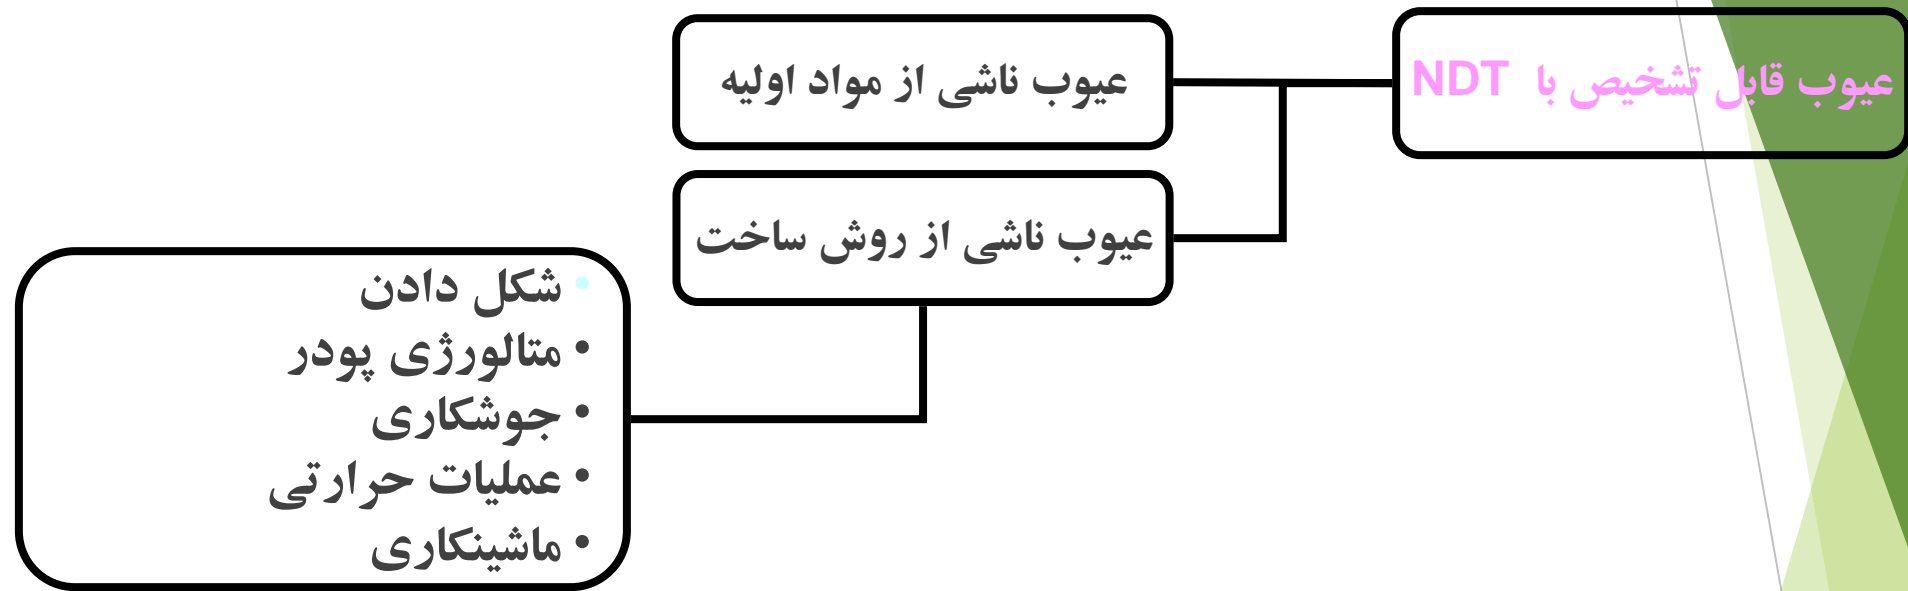 عیوب قابل تشخیص با NDT
عیوب ناشی از مواد اولیه
عیوب ناشی از روش ساخت
• شکل دادن
• متالورژی پودر
• جوشکاری
• عملیات حرارتی
• ماشینکاری